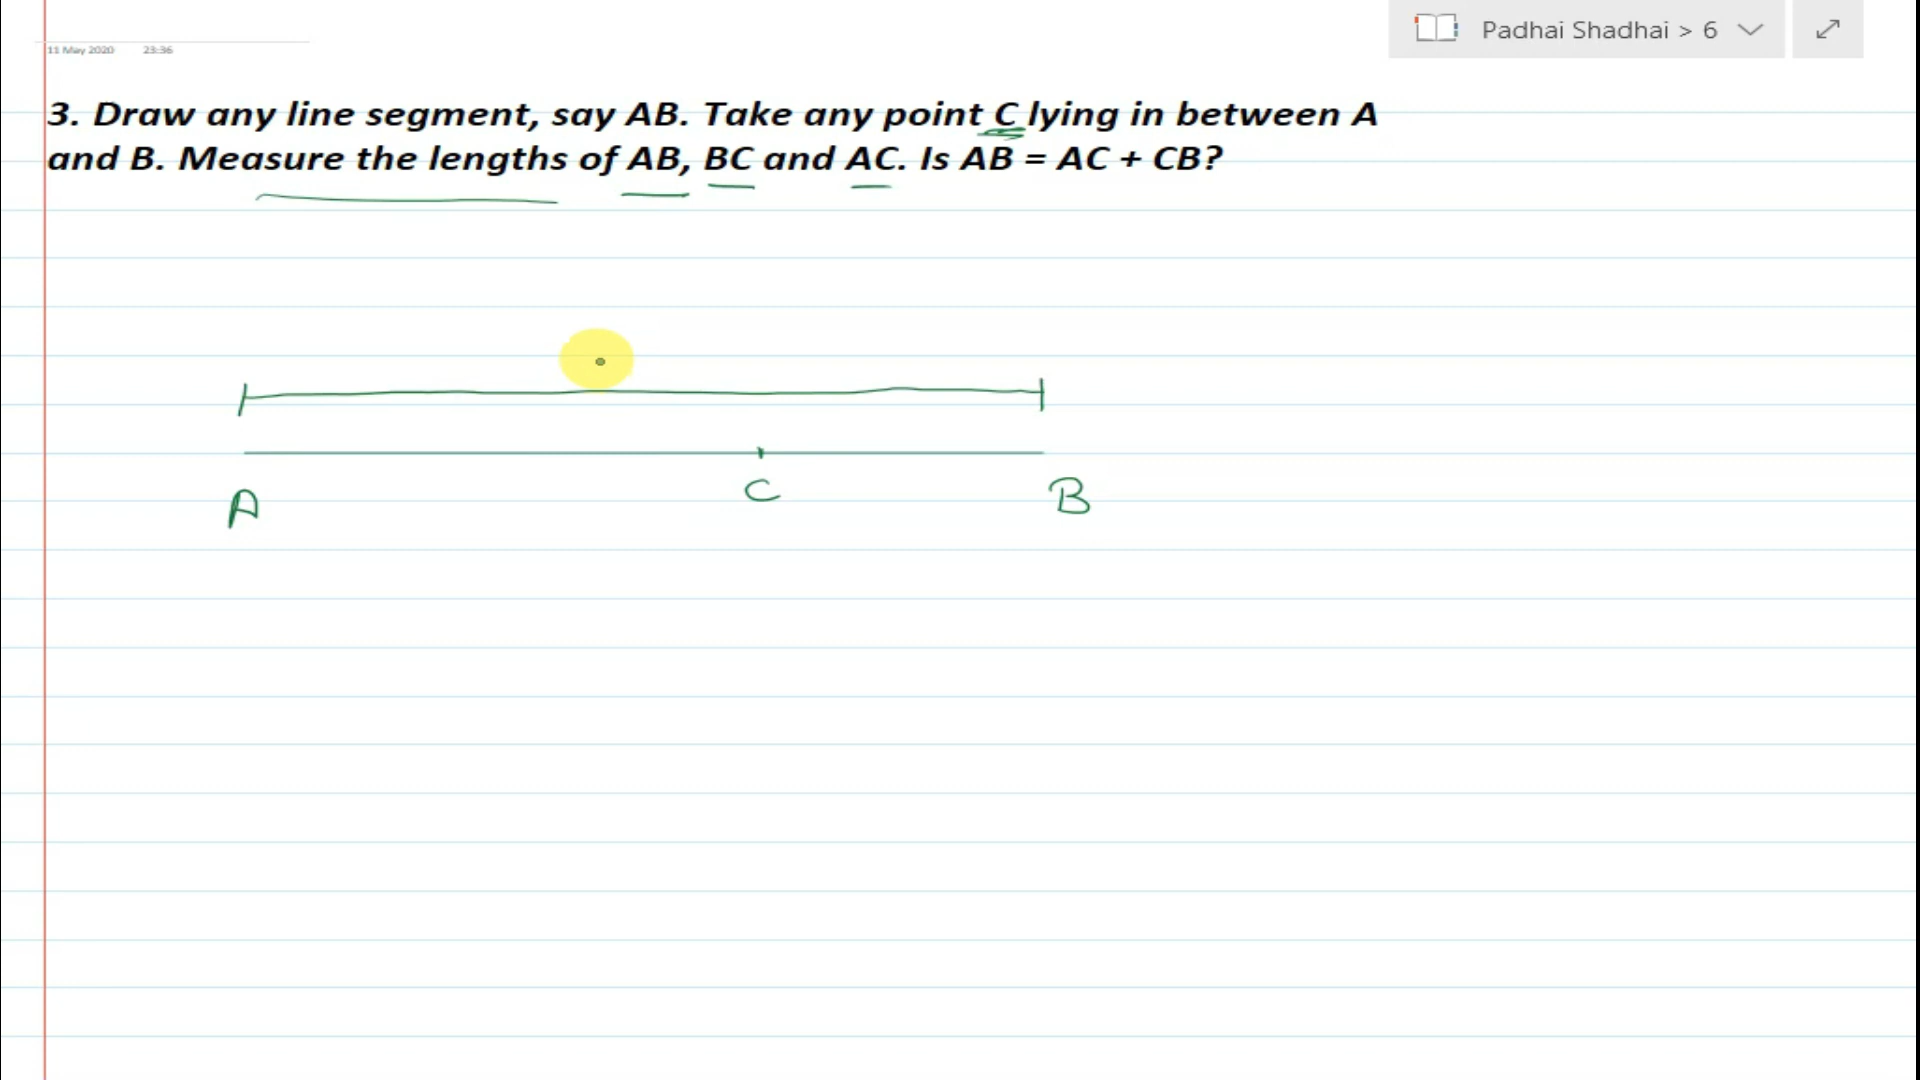 11 May 2020 23:36
Padhai Shadhai > 6
3. Draw any line segment, say AB. Take any point C lying in between A
and B. Measure the lengths of AB, BC and AC. Is AB = AC + CB?
A C B